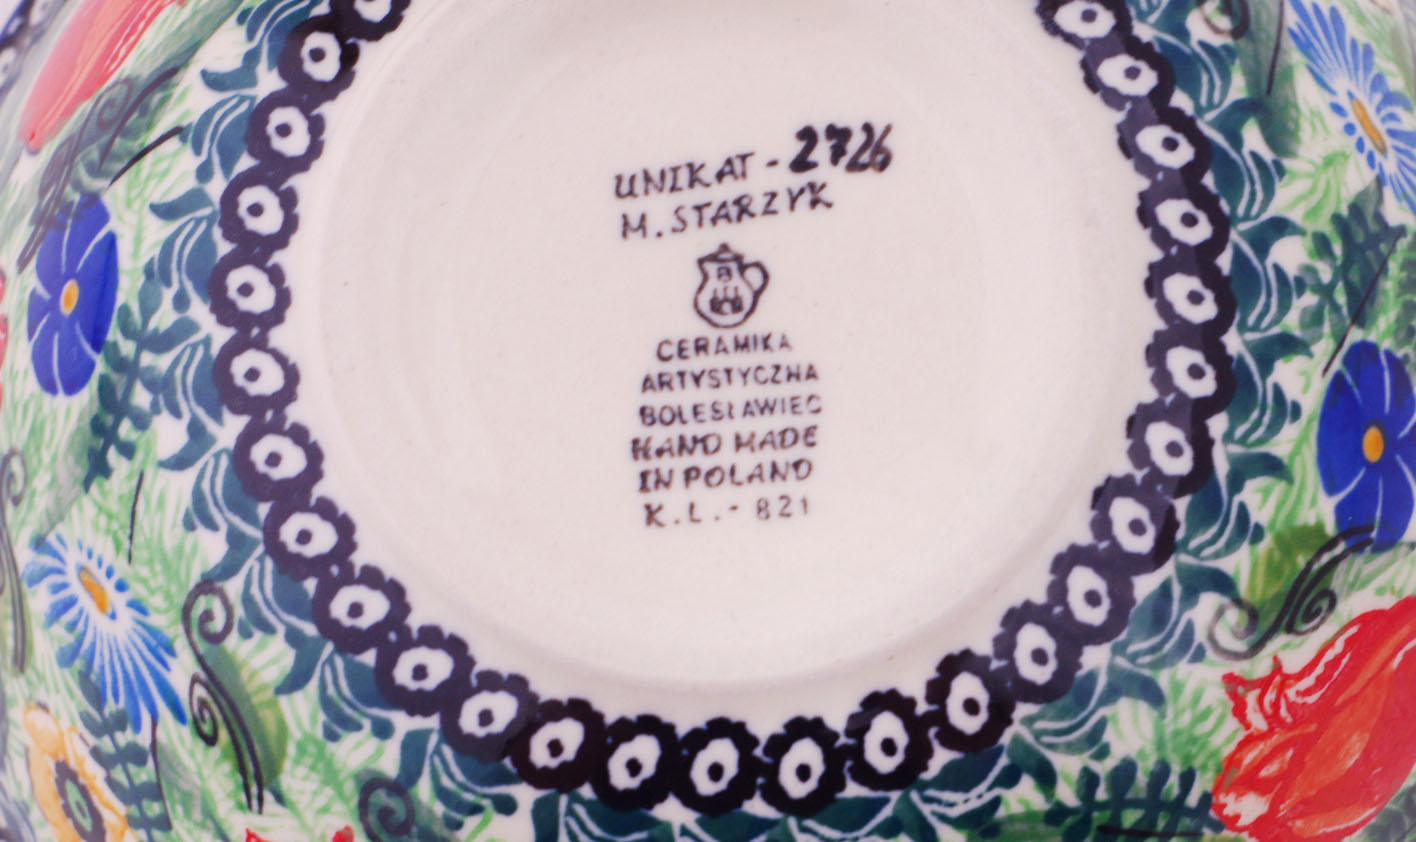 UNIKAT - 2726
M. STARZYK
B
CERAMIKA
ARTYSTYCZNA
BOLESŁAWIEC
HAND MADE
IN POLAND
K.L. - 821